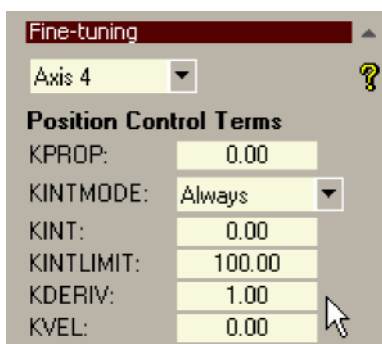 Fine-tuning
Axis 4
?
Position Control Terms
KPROP: 0.00
KINTMODE: Always
KINT: 0.00
KINTLIMIT: 100.00
KDERIV: 1.00
KVEL: 0.00